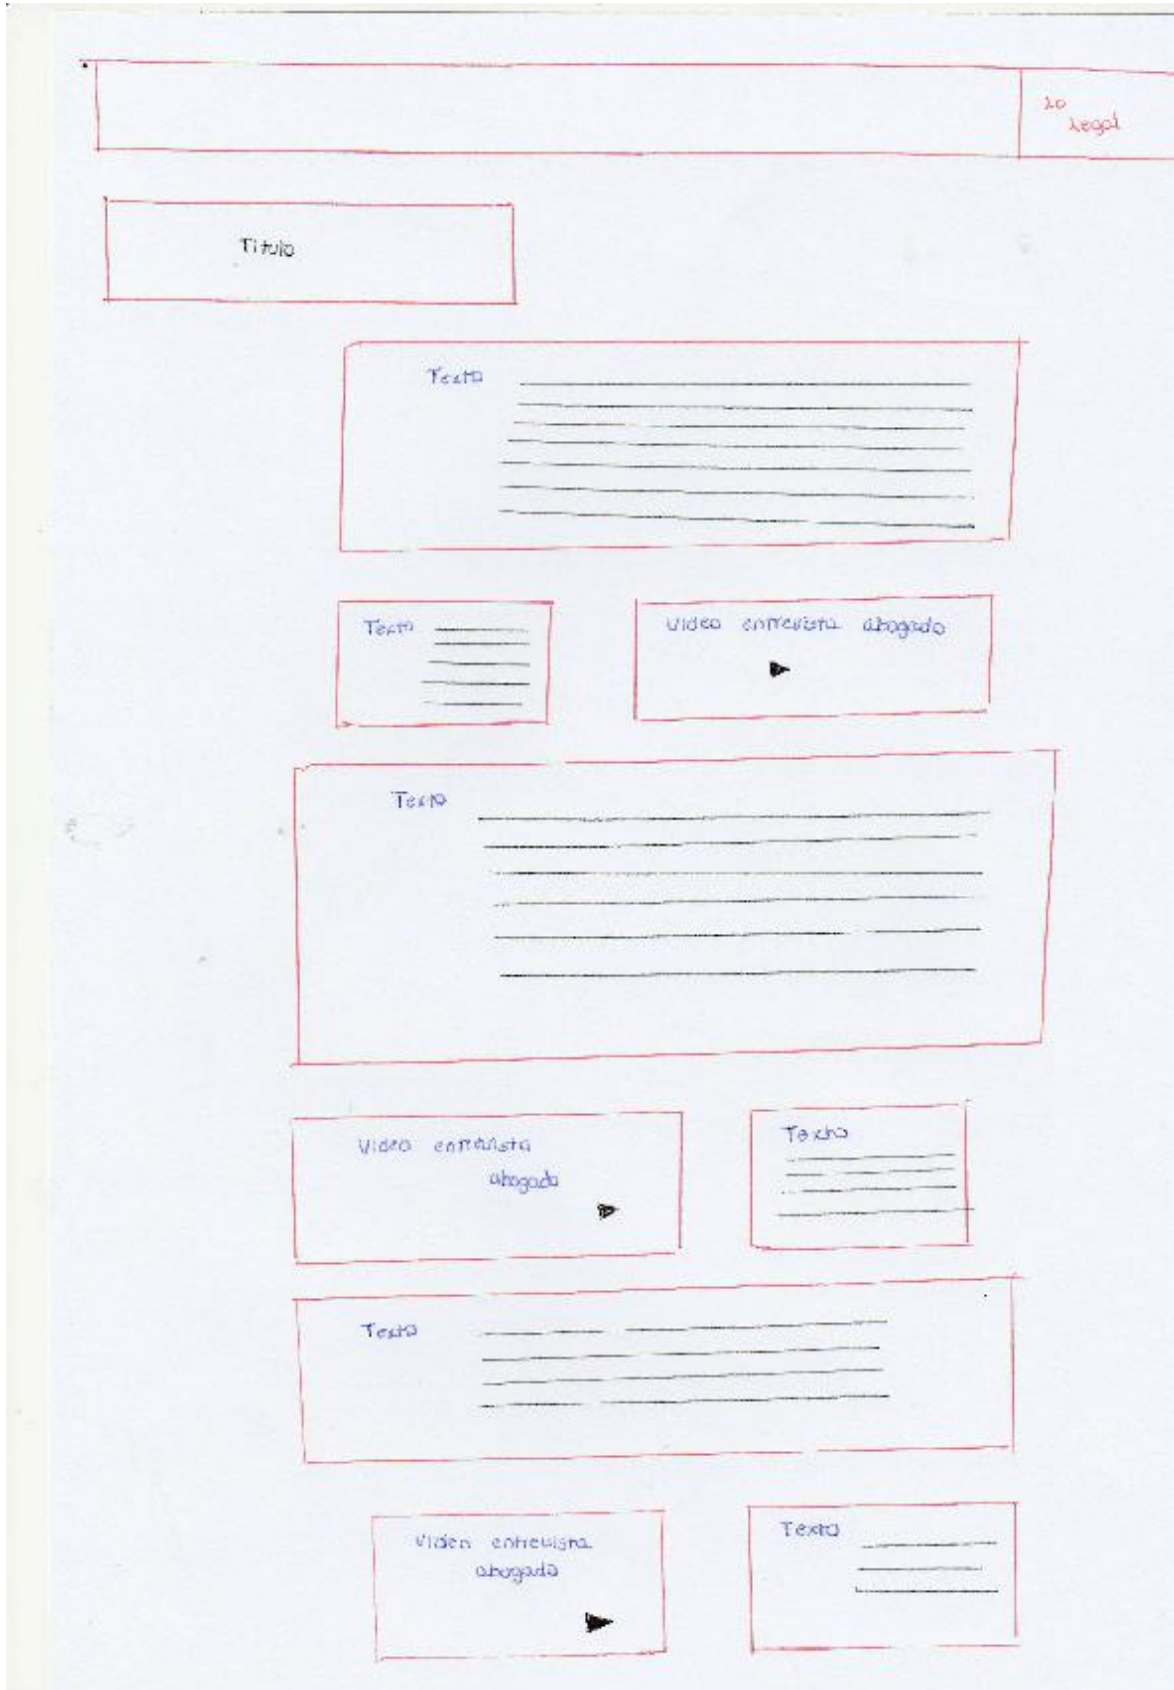 Lo
Legal
Titulo
Texto
Texto
Video entrevista abogado
Texto
Video entrevista
abogado
Texto
Texto
Video entrevista
abogado
Texto